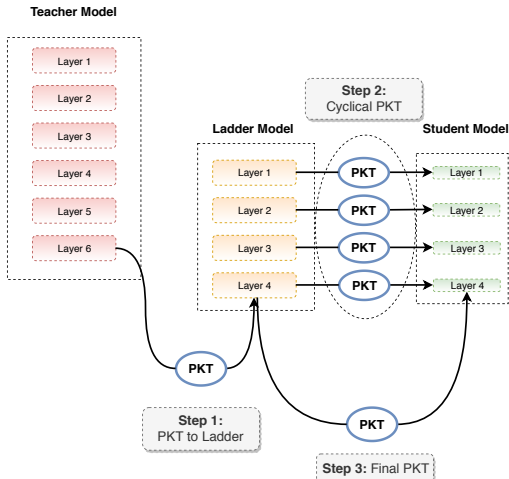 Teacher Model
Layer 1
Layer 2
Layer 3
Layer 4
Layer 5
Layer 6
Step 2:
Cyclical PKT
Ladder Model
Layer 1
Layer 2
Layer 3
Layer 4
PKT
PKT
PKT
PKT
Student Model
Layer 1
Layer 2
Layer 3
Layer 4
PKT
Step 1:
PKT to Ladder
PKT
Step 3: Final PKT